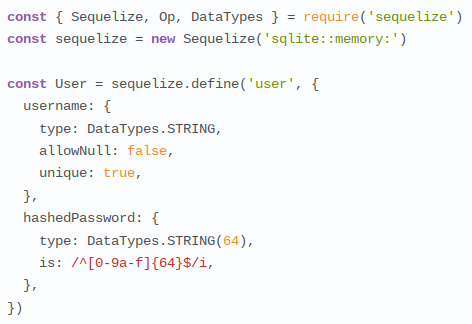 const { Sequelize, Op, DataTypes } = require('sequelize')
const sequelize = new Sequelize('sqlite::memory:')

const User = sequelize.define('user', {
  username: {
    type: DataTypes.STRING,
    allowNull: false,
    unique: true,
  },
  hashedPassword: {
    type: DataTypes.STRING(64),
    is: /^[0-9a-f]{64}$/i,
  },
})